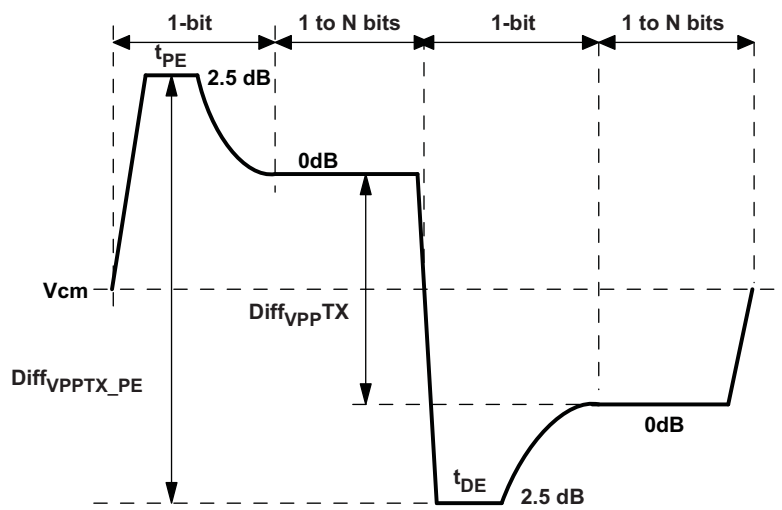 1-bit
1 to N bits
1-bit
1 to N bits
tPE
2.5 dB
0dB
Vcm
DiffVPPTX
DiffVPPTX_PE
0dB
tDE
2.5 dB